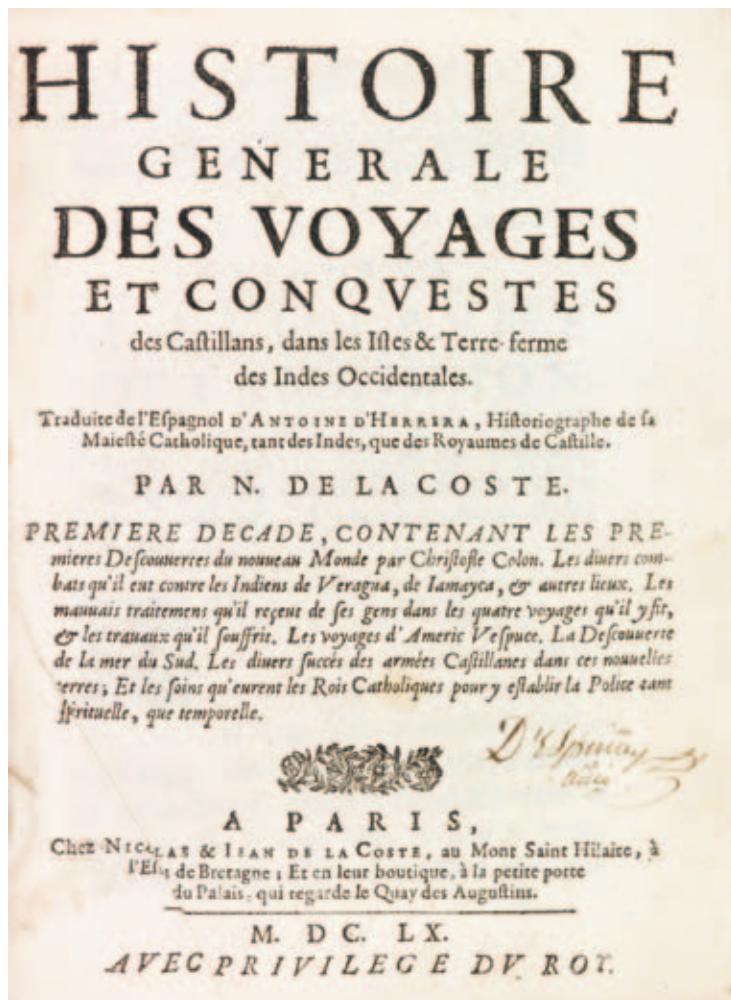 HISTOIRE
GENERALE
DES VOYAGES
ET CONQVESTES
des Castillans, dans les Isles & Terre-ferme
des Indes Occidentales.
Traduite de l'Espagnol D'ANTOINE D'HERRERA, Historiographe de sa
Maiesté Catholique, tant des Indes, que des Royaumes de Castille.
PAR N. DE LA COSTE.
PREMIERE DECADE, CONTENANT LES PRE-
mieres Descouuertes du nouueau Monde par Christofle Colon. Les diuers com-
bats qu'il eut contre les Indiens de Veragua, de Iamayca, & autres lieux. Les
mauuais traitemens qu'il reçeut de ses gens dans les quatre voyages qu'il y fit,
& les trauaux qu'il souffrit. Les voyages d'Americ Vespuce. La Descouuerte
de la mer du Sud. Les diuers succés des armées Castillanes dans ces nouuelles
terres; Et les soins qu'eurent les Rois Catholiques pour y establir la Police tant
spirituelle, que temporelle.
A PARIS,
Chez NICOLAS & IEAN DE LA COSTE, au Mont Saint Hilaire, à
l'Escu de Bretagne; Et en leur boutique, à la petite porte
du Palais, qui regarde le Quay des Augustins.
M. DC. LX.
AVEC PRIVILEGE DV ROY.